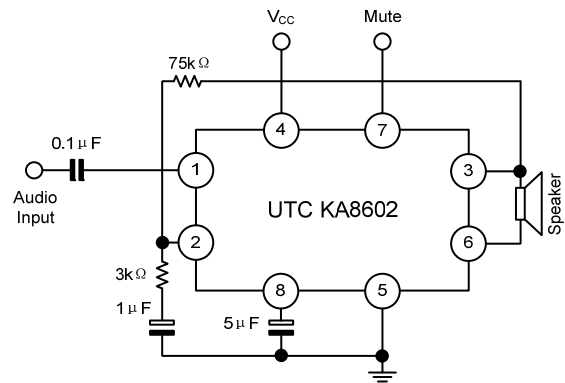 VCC
Mute
75kΩ
0.1μF
4
7
1
3
Audio
Input
UTC KA8602
Speaker
2
6
3kΩ
8
5
1μF
5μF